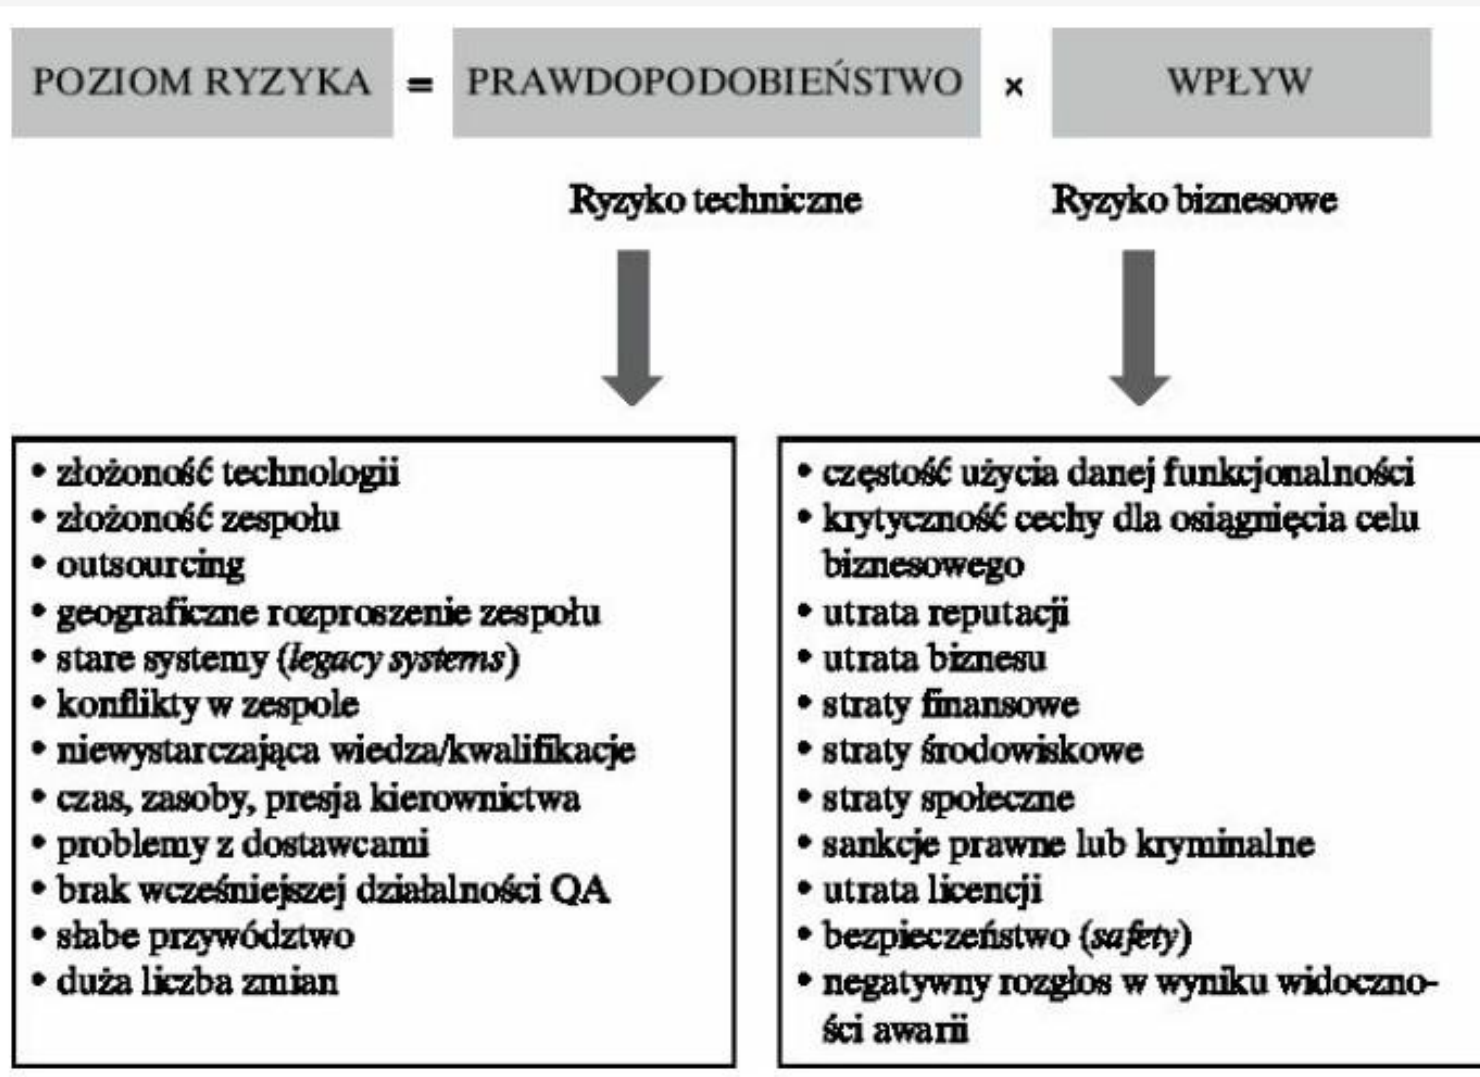 POZIOM RYZYKA = PRAWDOPODOBIEŃSTWO × WPŁYW
Ryzyko techniczne
Ryzyko biznesowe
• złożoność technologii
• złożoność zespołu
• outsourcing
• geograficzne rozproszenie zespołu
• stare systemy (legacy systems)
• konflikty w zespole
• niewystarczająca wiedza/kwalifikacje
• czas, zasoby, presja kierownictwa
• problemy z dostawcami
• brak wcześniejszej działalności QA
• słabe przywództwo
• duża liczba zmian
• częstość użycia danej funkcjonalności
• krytyczność cechy dla osiągnięcia celu
biznesowego
• utrata reputacji
• utrata biznesu
• straty finansowe
• straty środowiskowe
• straty społeczne
• sankcje prawne lub kryminalne
• utrata licencji
• bezpieczeństwo (safety)
• negatywny rozgłos w wyniku widoczno-
ści awarii